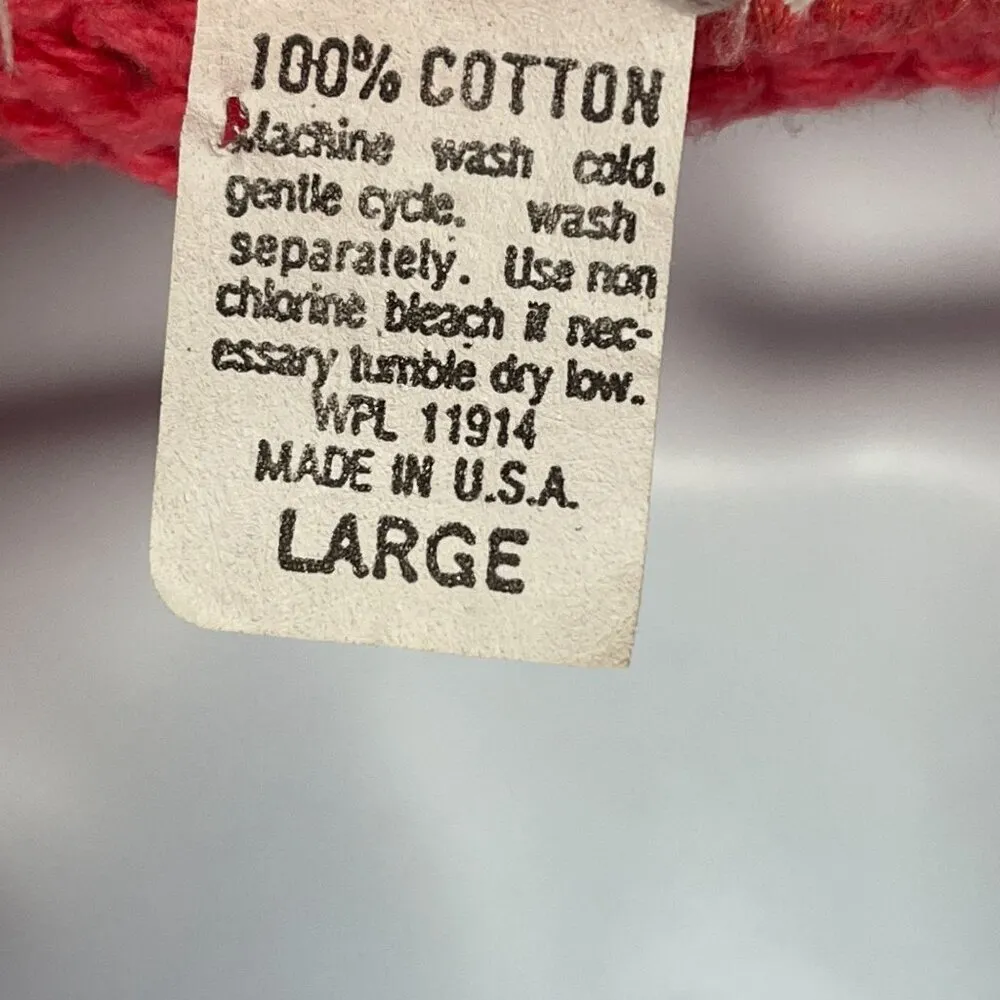 100% COTTON
Machine wash cold.
gentle cycle. wash
separately. Use non
chlorine bleach if nec-
essary tumble dry low.
WPL 11914
MADE IN U.S.A.
LARGE